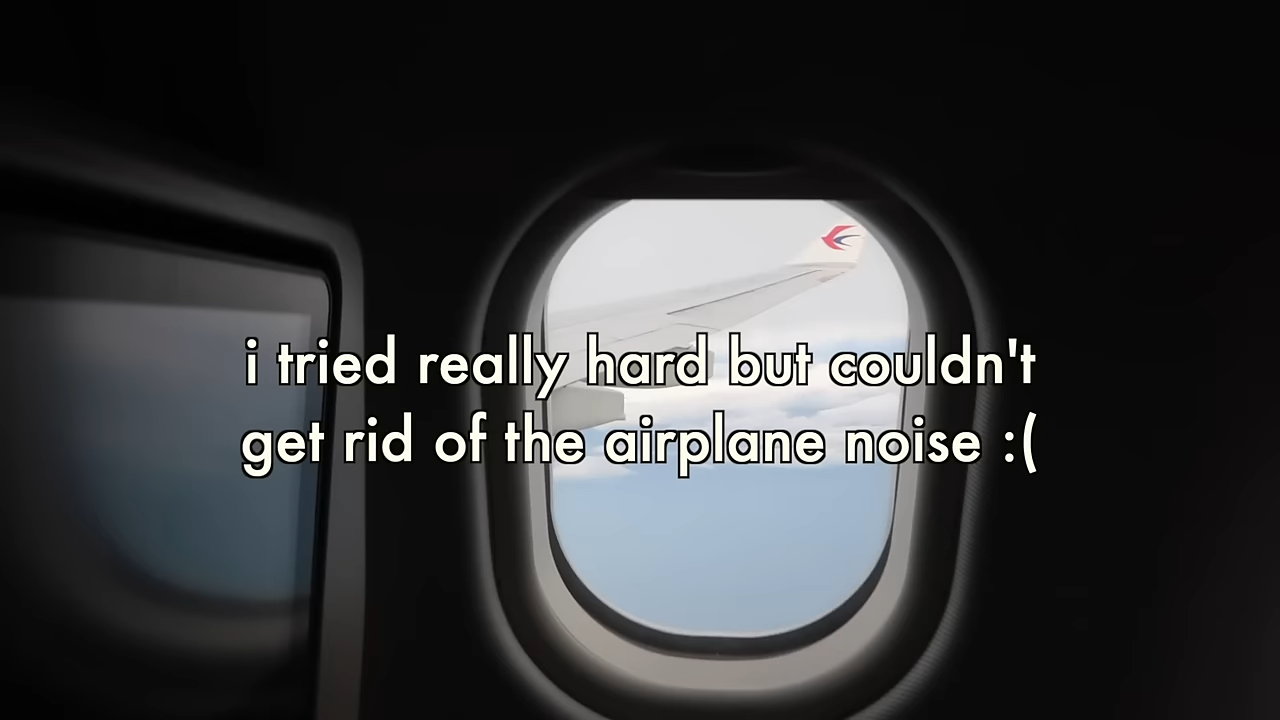 i tried really hard but couldn't
get rid of the airplane noise :(